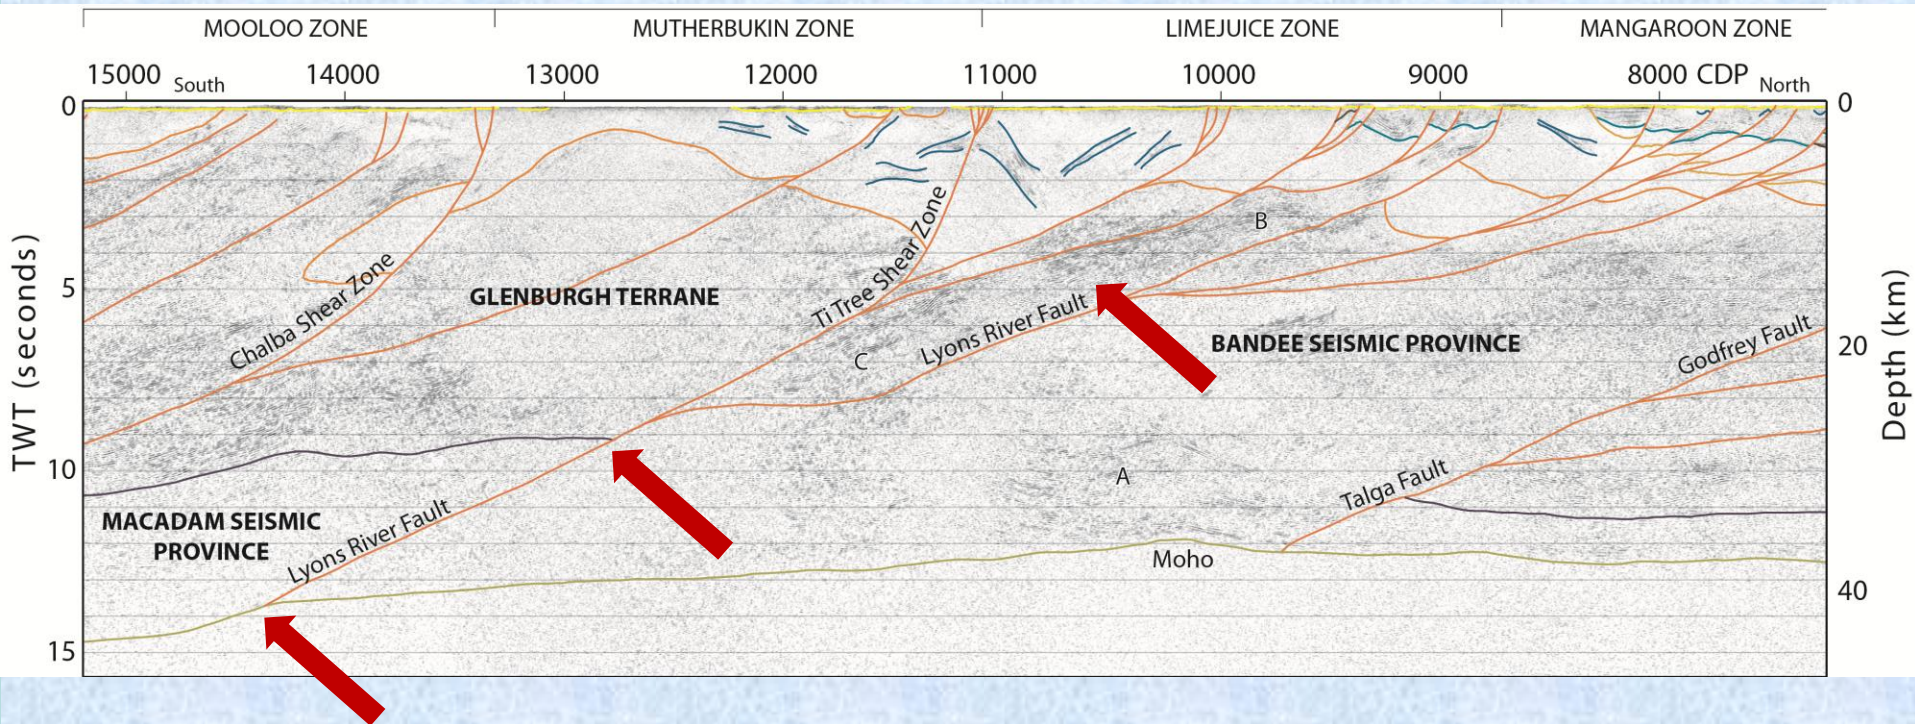 MOOLOO ZONE MUTHERBUKIN ZONE LIMEJUICE ZONE MANGAROON ZONE
15000 South 14000 13000 12000 11000 10000 9000 8000 CDP North
0 0
B
Ti Tree Shear Zone
Chalba Shear Zone
5 GLENBURGH TERRANE
Lyons River Fault
BANDEE SEISMIC PROVINCE
Godfrey Fault
20
C
TWT (seconds)
Depth (km)
10
A
Talga Fault
MACADAM SEISMIC
PROVINCE
Lyons River Fault
Moho
40
15